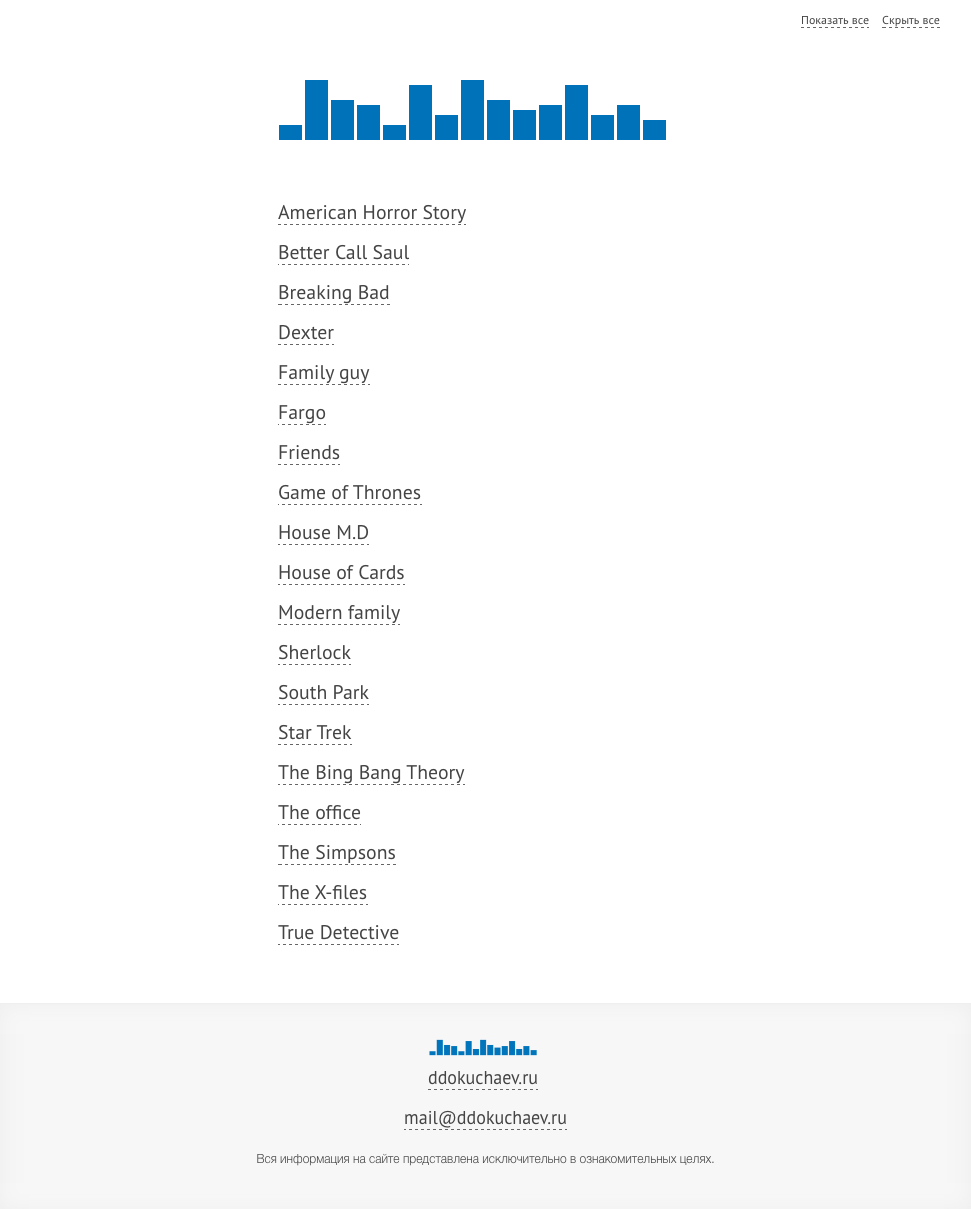 Показать все Скрыть все
American Horror Story
Better Call Saul
Breaking Bad
Dexter
Family guy
Fargo
Friends
Game of Thrones
House M.D
House of Cards
Modern family
Sherlock
South Park
Star Trek
The Bing Bang Theory
The office
The Simpsons
The X-files
True Detective
ddokuchaev.ru
mail@ddokuchaev.ru
Вся информация на сайте представлена исключительно в ознакомительных целях.